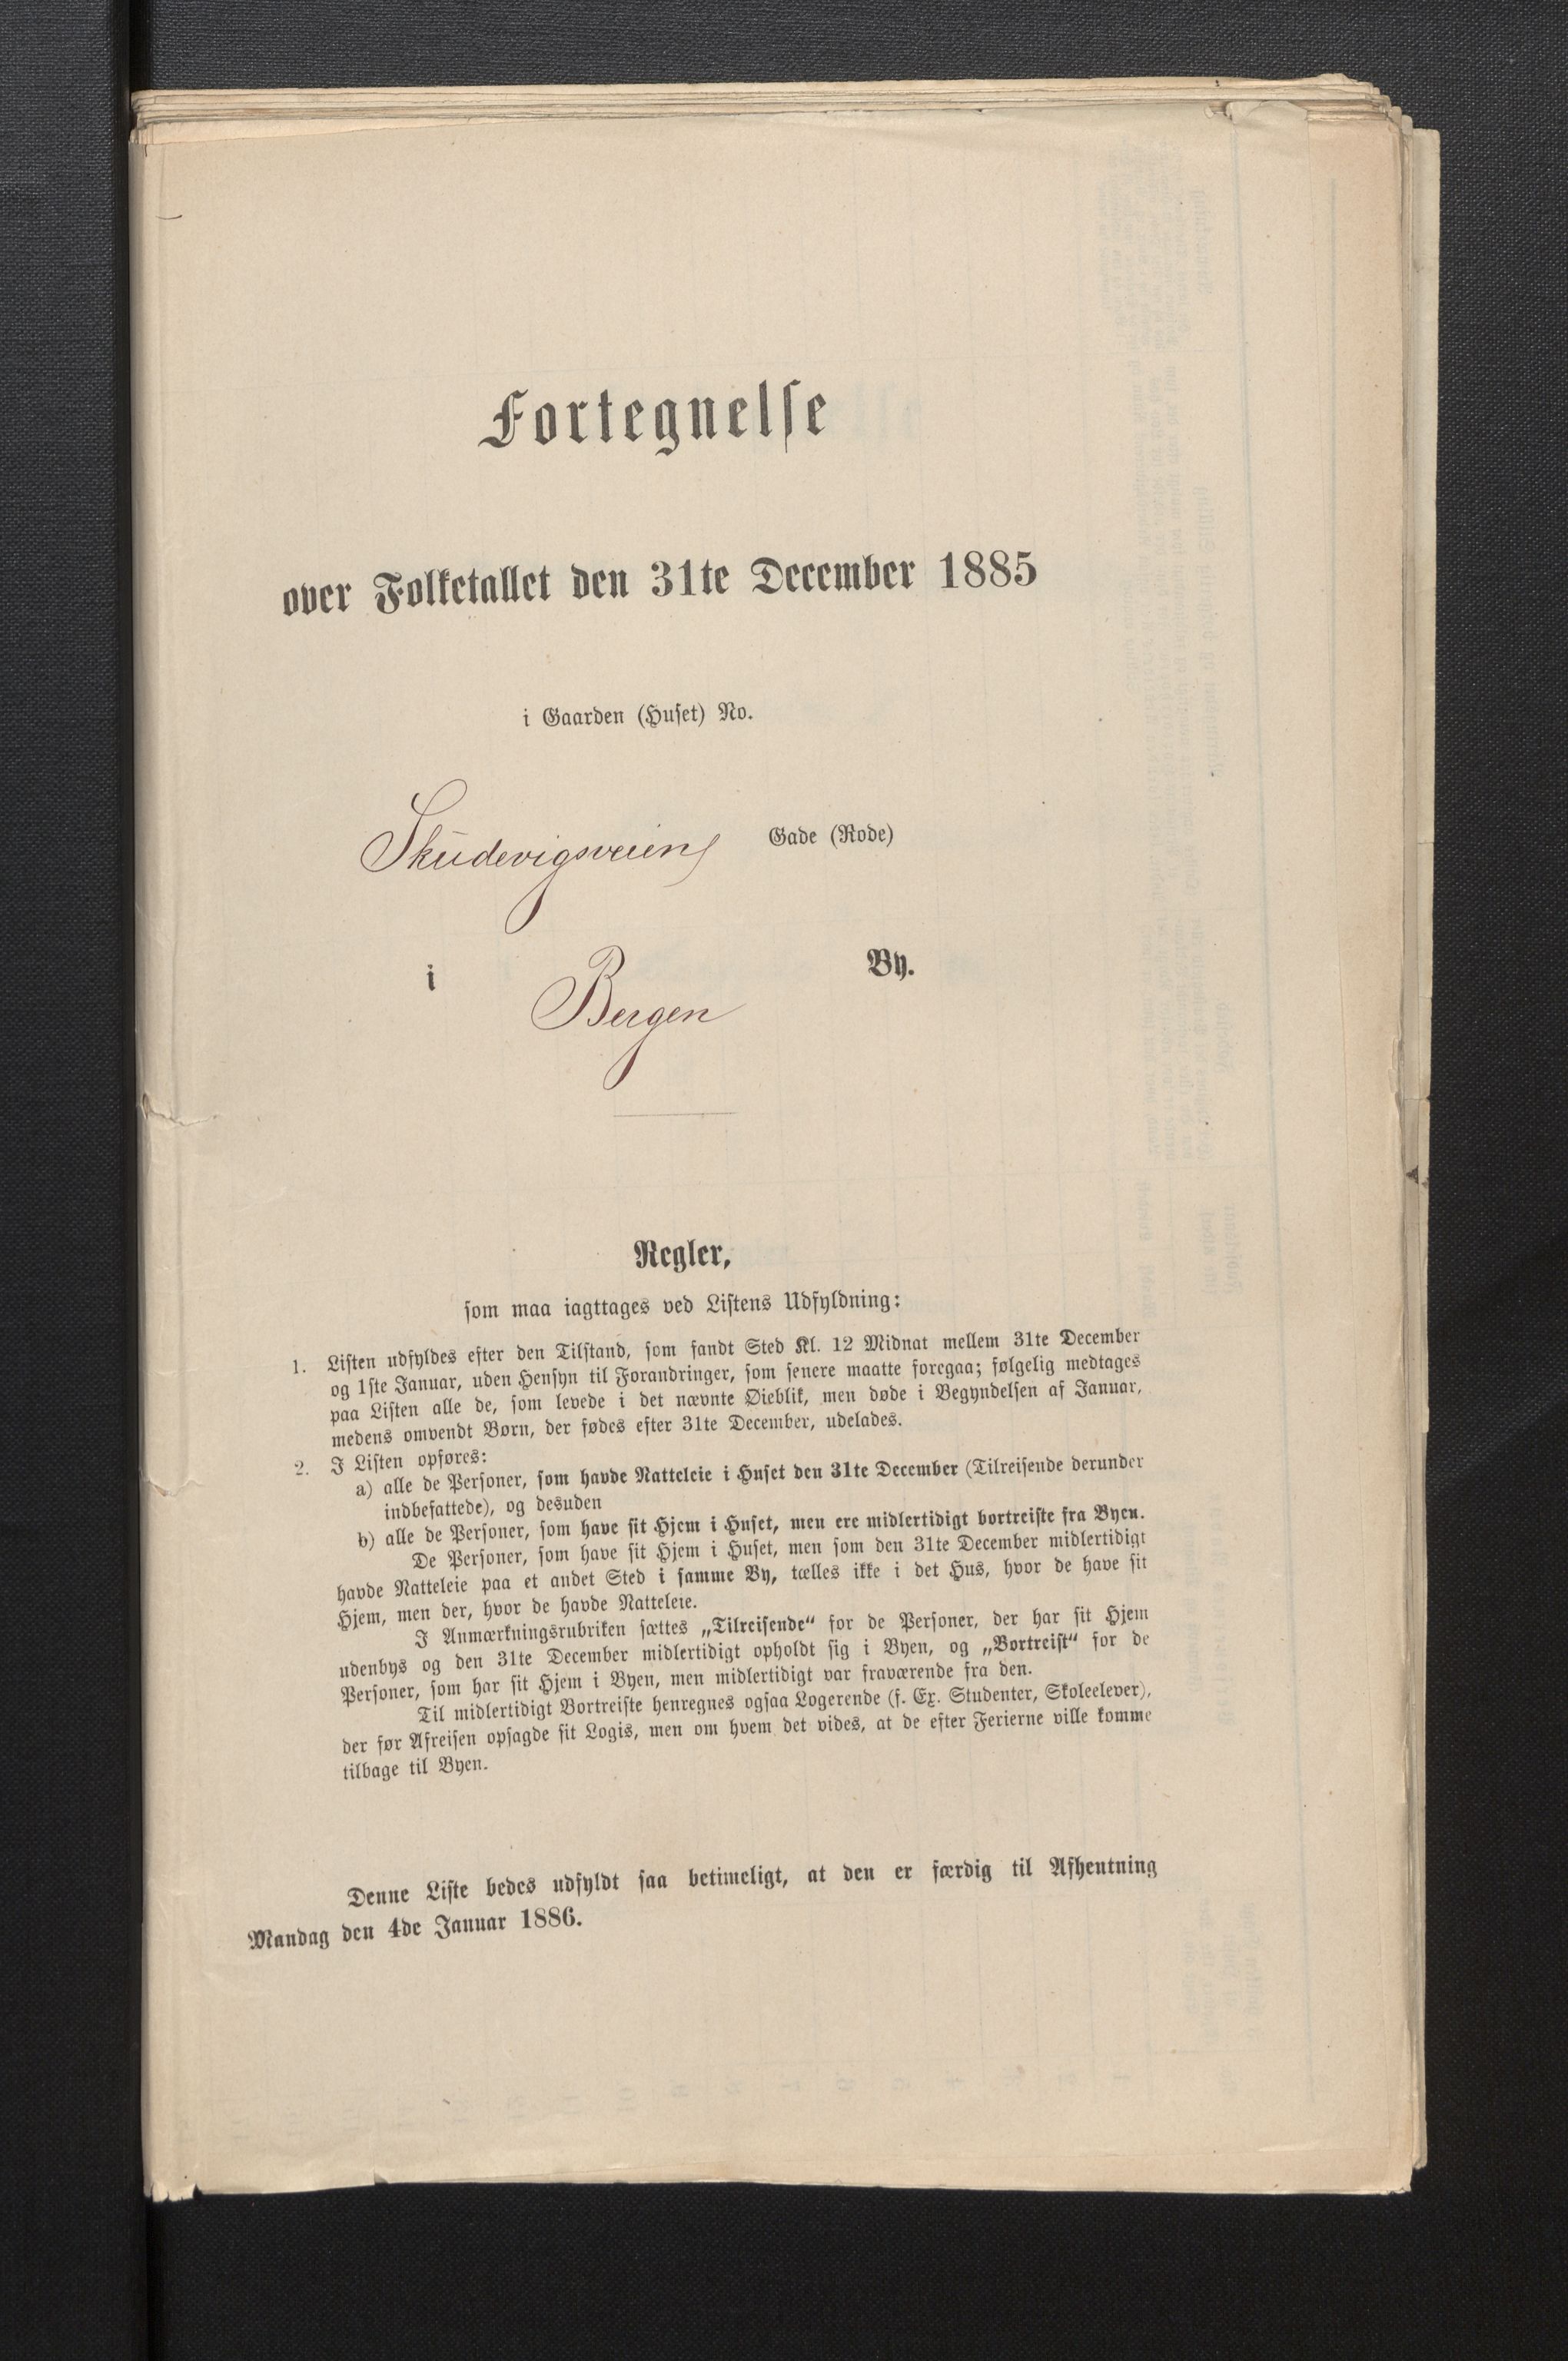 Fortegnelse
over Folketallet den 31te December 1885
i Gaarden (Huset) No.
Skudevigsveien Gade (Rode)
i Bergen By.
Regler,
som maa iagttages ved Listens Udfyldning:
1. Listen udfyldes efter den Tilstand, som fandt Sted Kl. 12 Midnat mellem 31te December
og 1ste Januar, uden Hensyn til Forandringer, som senere maatte foregaa; følgelig medtages
paa Listen alle de, som levede i det nævnte Øieblik, men døde i Begyndelsen af Januar,
medens omvendt Børn, der fødes efter 31te December, udelades.
2. I Listen opføres:
a) alle de Personer, som havde Natteleie i Huset den 31te December (Tilreisende derunder
indbefattede), og desuden
b) alle de Personer, som have sit Hjem i Huset, men ere midlertidigt bortreiste fra Byen.
De Personer, som have sit Hjem i Huset, men som den 31te December midlertidigt
havde Natteleie paa et andet Sted i samme By, tælles ikke i det Hus, hvor de have sit
Hjem, men der, hvor de havde Natteleie.
I Anmærkningsrubriken sættes „Tilreisende“ for de Personer, der har sit Hjem
udenbys og den 31te December midlertidigt opholdt sig i Byen, og „Bortreist“ for de
Personer, som har sit Hjem i Byen, men midlertidigt var fraværende fra den.
Til midlertidigt Bortreiste henregnes ogsaa Logerende (f. Ex. Studenter, Skoleelever),
der før Afreisen opsagde sit Logis, men om hvem det vides, at de efter Ferierne ville komme
tilbage til Byen.
Denne Liste bedes udfyldt saa betimeligt, at den er færdig til Afhentning
Mandag den 4de Januar 1886.